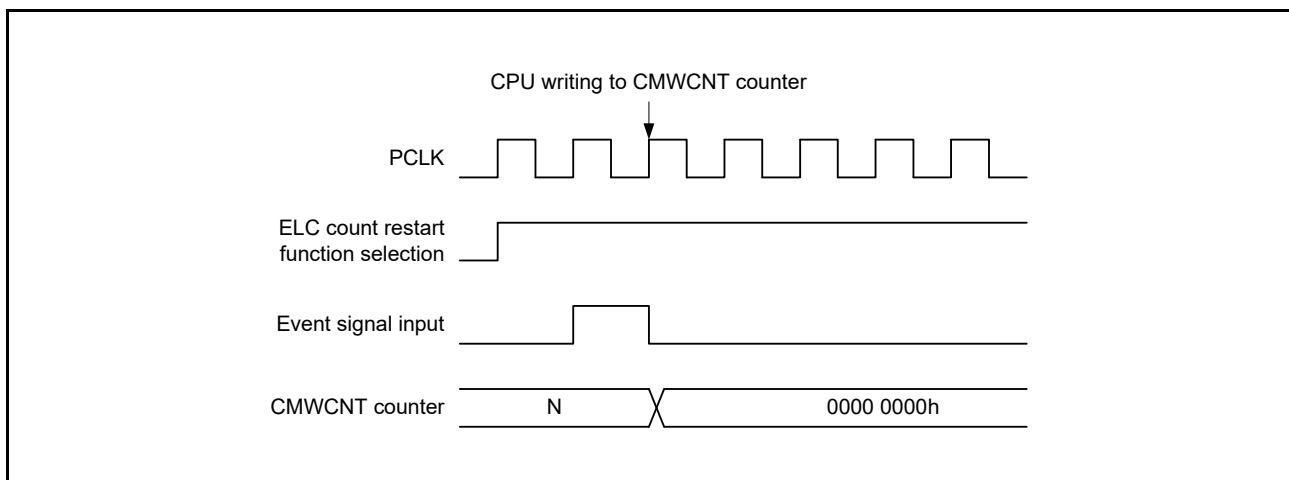 CPU writing to CMWCNT counter
PCLK
ELC count restart
function selection
Event signal input
CMWCNT counter
N
0000 0000h